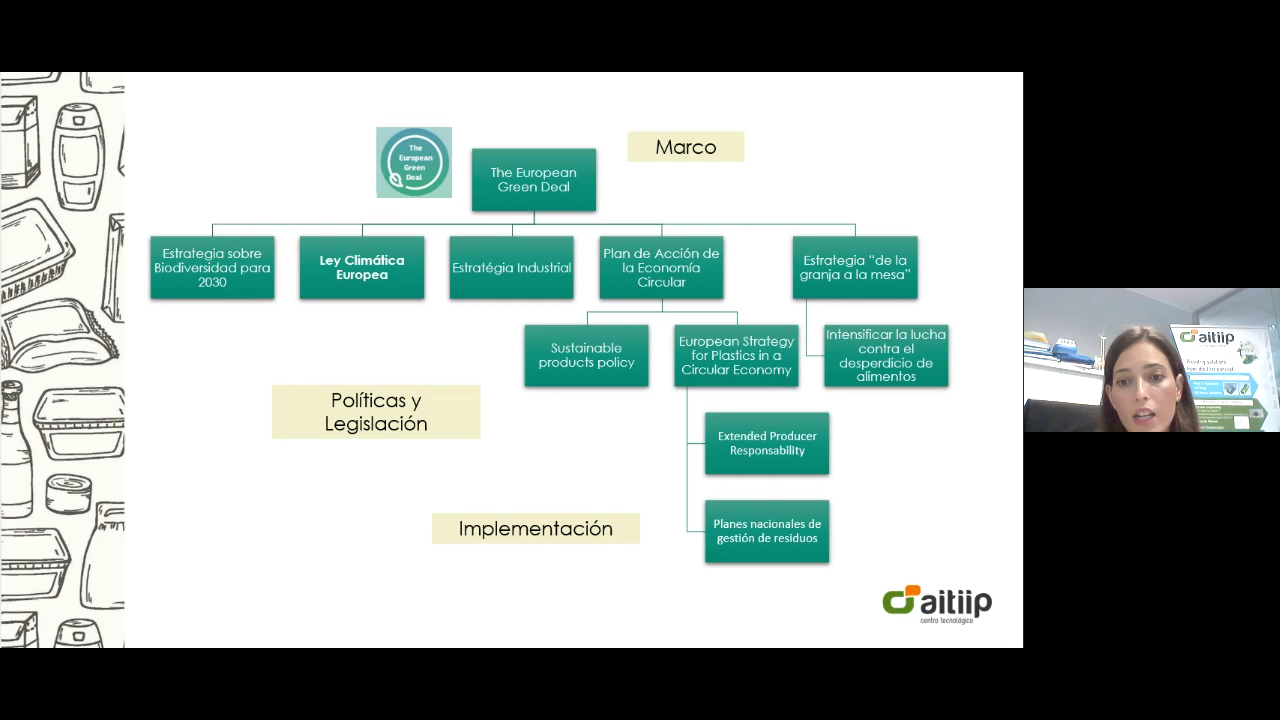 Marco
The
European
Green
Deal
The European
Green Deal
Estrategia sobre
Biodiversidad para
2030
Ley Climática
Europea
Estratégia Industrial
Plan de Acción de
la Economía
Circular
Estrategia “de la
granja a la mesa”
Sustainable
products policy
European Strategy
for Plastics in a
Circular Economy
Intensificar la lucha
contra el
desperdicio de
alimentos
Políticas y
Legislación
Extended Producer
Responsability
Implementación
Planes nacionales de
gestión de residuos
aitiip
centro tecnológico
aitiip